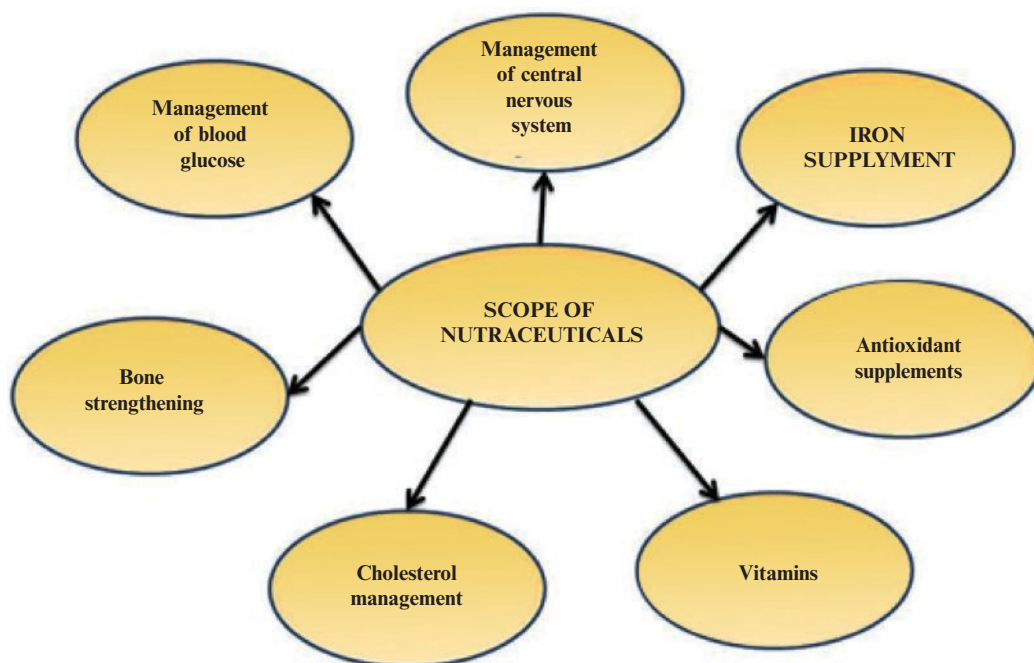 Management
of central
nervous
system
Management
of blood
glucose
IRON
SUPPLYMENT
SCOPE OF
NUTRACEUTICALS
Antioxidant
supplements
Bone
strengthening
Cholesterol
management
Vitamins